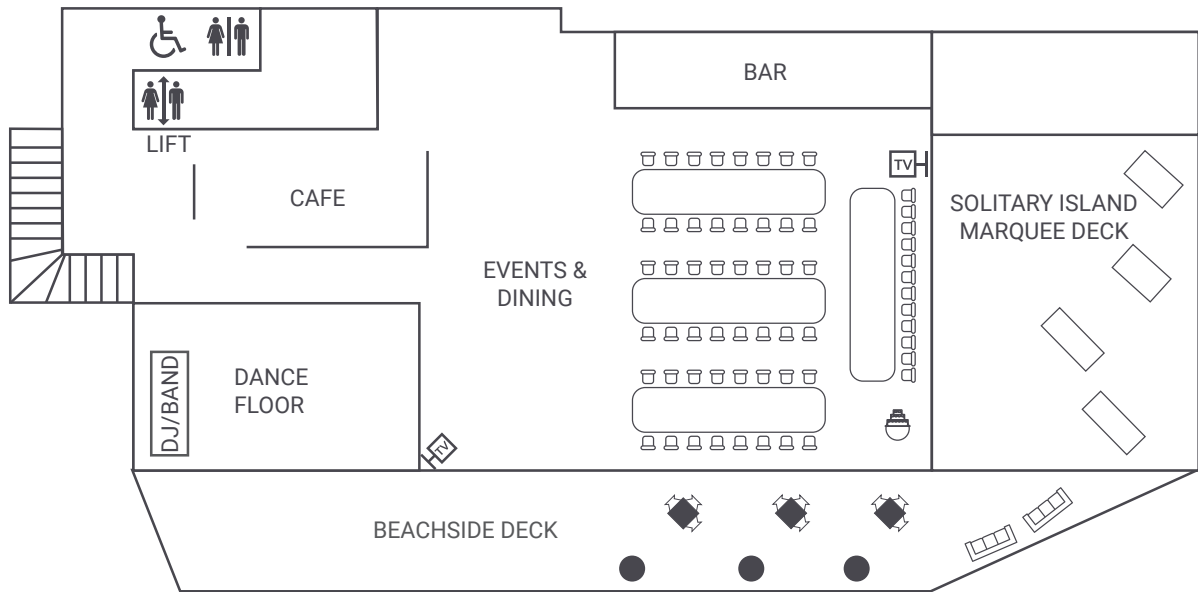 BAR
LIFT
TV
CAFE
SOLITARY ISLAND
MARQUEE DECK
EVENTS &
DINING
DJ/BAND
DANCE
FLOOR
TV
BEACHSIDE DECK